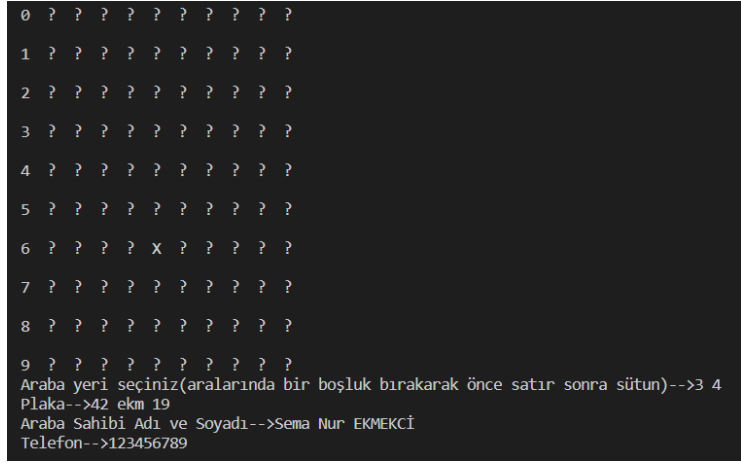 0 ? ? ? ? ? ? ? ? ? ?
1 ? ? ? ? ? ? ? ? ? ?
2 ? ? ? ? ? ? ? ? ? ?
3 ? ? ? ? ? ? ? ? ? ?
4 ? ? ? ? ? ? ? ? ? ?
5 ? ? ? ? ? ? ? ? ? ?
6 ? ? ? ? X ? ? ? ? ?
7 ? ? ? ? ? ? ? ? ? ?
8 ? ? ? ? ? ? ? ? ? ?
9 ? ? ? ? ? ? ? ? ? ?
Araba yeri seçiniz(aralarında bir boşluk bırakarak önce satır sonra sütun)-->3 4
Plaka-->42 ekm 19
Araba Sahibi Adı ve Soyadı-->Sema Nur EKMEKCİ
Telefon-->123456789